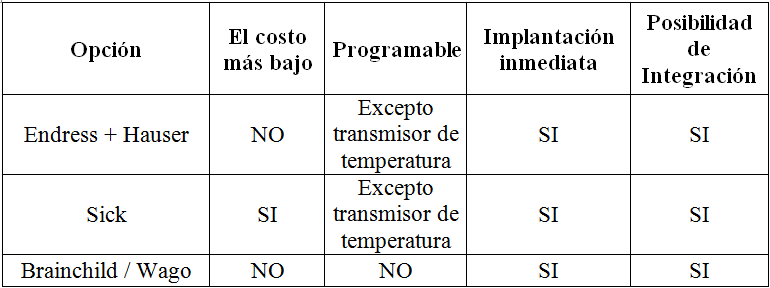 Opción
El costo
más bajo
Programable
Implantación
inmediata
Posibilidad
de
Integración
Endress + Hauser
NO
Excepto
transmisor de
temperatura
SI
SI
Sick
SI
Excepto
transmisor de
temperatura
SI
SI
Brainchild / Wago
NO
NO
SI
SI